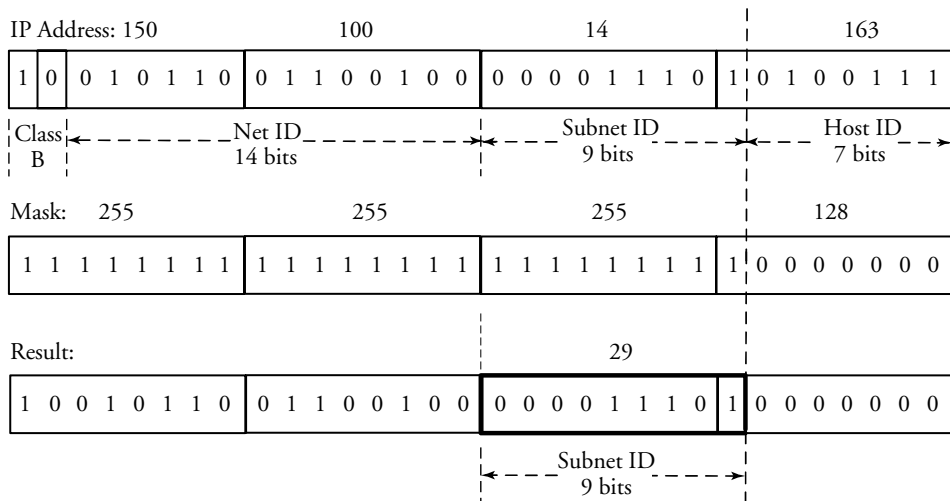 IP Address: 150 100 14 163
1 0 0 1 0 1 1 0 0 1 1 0 0 1 0 0 0 0 0 0 1 1 1 0 1 0 1 0 0 1 1 1
Class B
Net ID 14 bits
Subnet ID 9 bits
Host ID 7 bits
Mask: 255 255 255 128
1 1 1 1 1 1 1 1 1 1 1 1 1 1 1 1 1 1 1 1 1 1 1 1 1 0 0 0 0 0 0 0
Result: 29
1 0 0 1 0 1 1 0 0 1 1 0 0 1 0 0 0 0 0 0 1 1 1 0 1 0 0 0 0 0 0 0
Subnet ID
9 bits